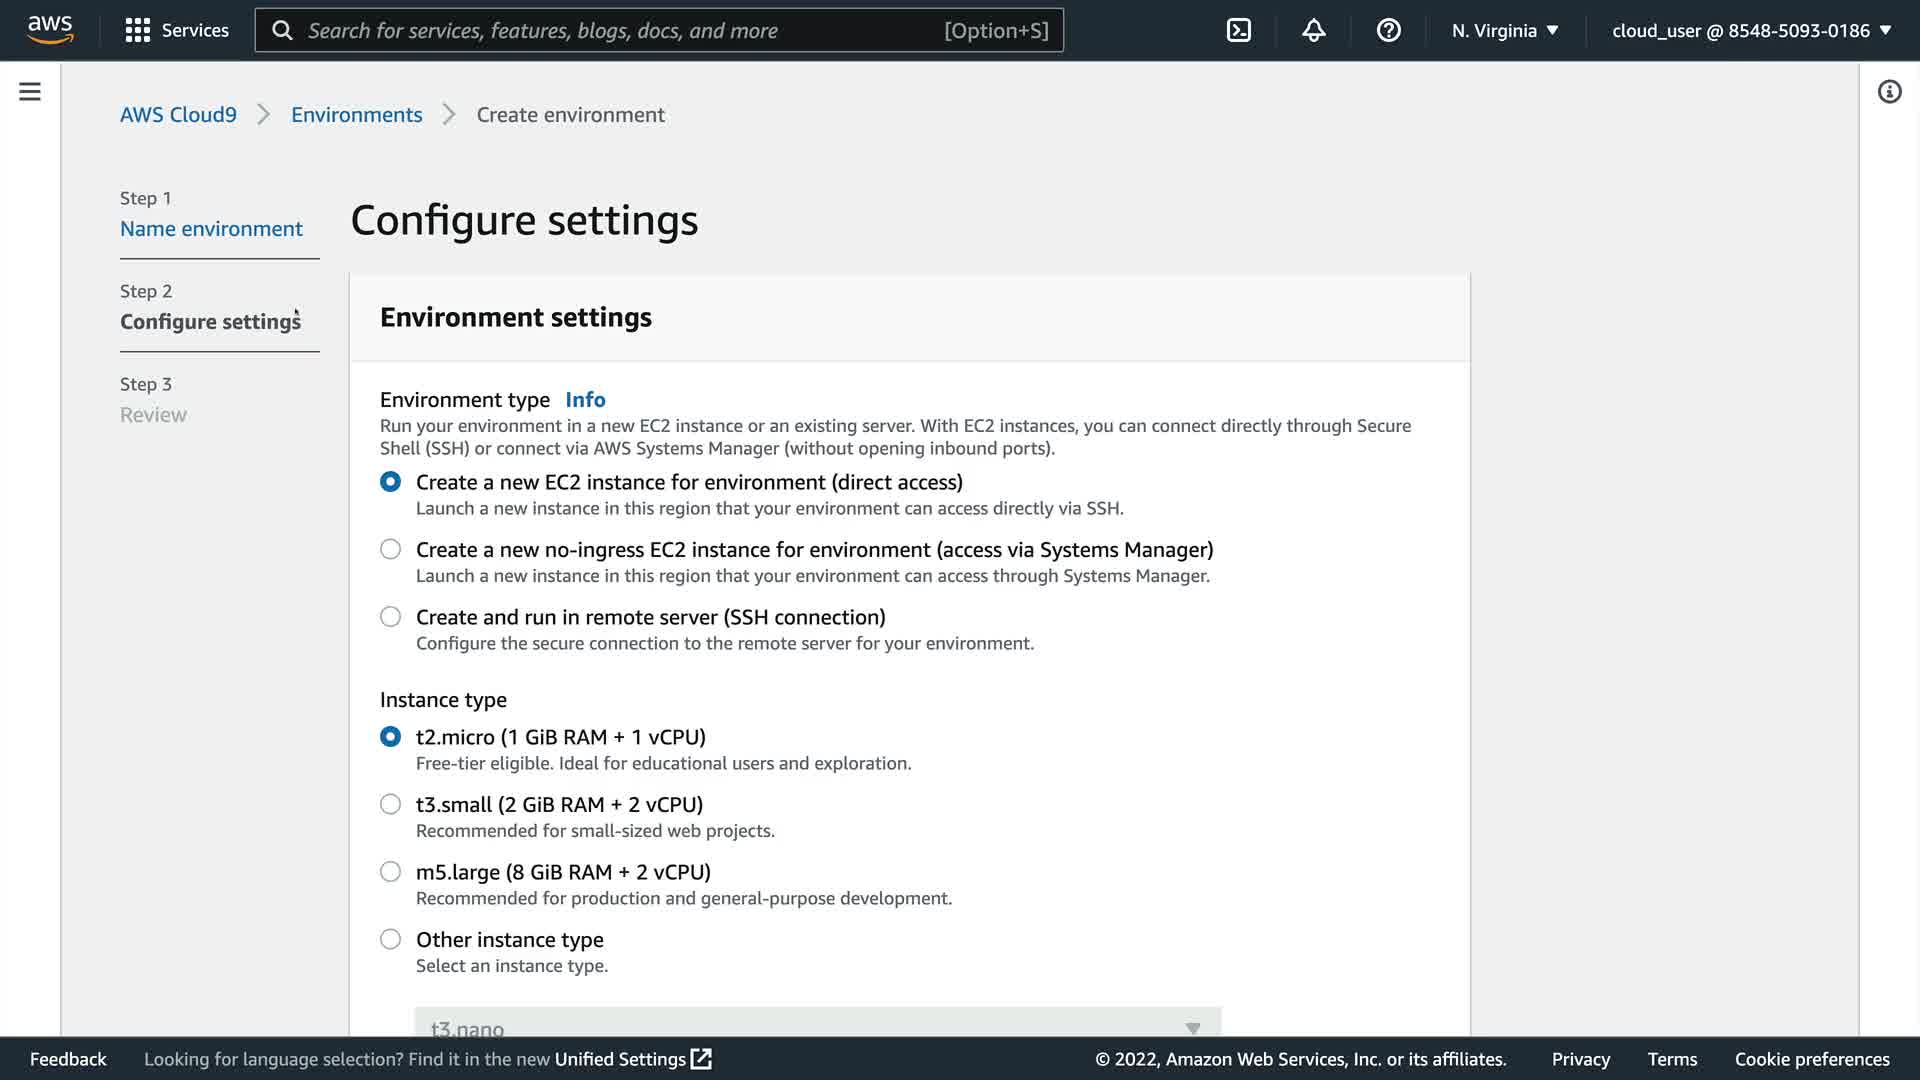 aws
Services
Search for services, features, blogs, docs, and more
[Option+S]
N. Virginia
cloud_user @ 8548-5093-0186
AWS Cloud9
Environments
Create environment
Step 1
Name environment
Step 2
Configure settings
Step 3
Review
Configure settings
Environment settings
Environment type Info
Run your environment in a new EC2 instance or an existing server. With EC2 instances, you can connect directly through Secure
Shell (SSH) or connect via AWS Systems Manager (without opening inbound ports).
Create a new EC2 instance for environment (direct access)
Launch a new instance in this region that your environment can access directly via SSH.
Create a new no-ingress EC2 instance for environment (access via Systems Manager)
Launch a new instance in this region that your environment can access through Systems Manager.
Create and run in remote server (SSH connection)
Configure the secure connection to the remote server for your environment.
Instance type
t2.micro (1 GiB RAM + 1 vCPU)
Free-tier eligible. Ideal for educational users and exploration.
t3.small (2 GiB RAM + 2 vCPU)
Recommended for small-sized web projects.
m5.large (8 GiB RAM + 2 vCPU)
Recommended for production and general-purpose development.
Other instance type
Select an instance type.
t3.nano
Feedback
Looking for language selection? Find it in the new Unified Settings
© 2022, Amazon Web Services, Inc. or its affiliates.
Privacy
Terms
Cookie preferences